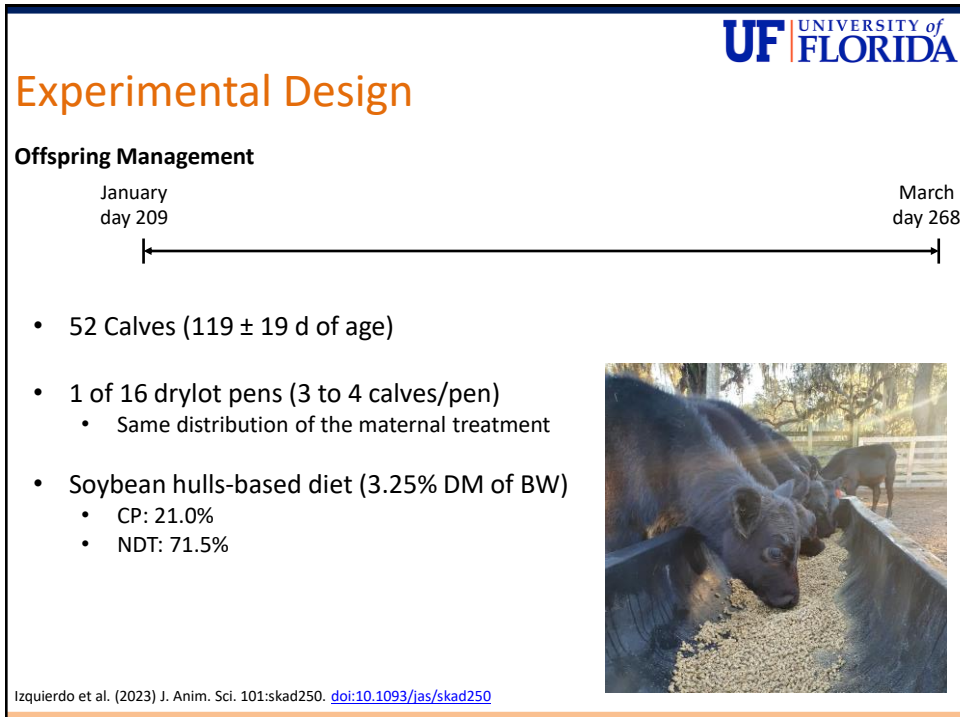 UF UNIVERSITY of
FLORIDA
Experimental Design
Offspring Management
January
day 209
March
day 268
• 52 Calves (119 ± 19 d of age)
• 1 of 16 drylot pens (3 to 4 calves/pen)
• Same distribution of the maternal treatment
• Soybean hulls-based diet (3.25% DM of BW)
• CP: 21.0%
• NDT: 71.5%
Izquierdo et al. (2023) J. Anim. Sci. 101:skad250. doi:10.1093/jas/skad250